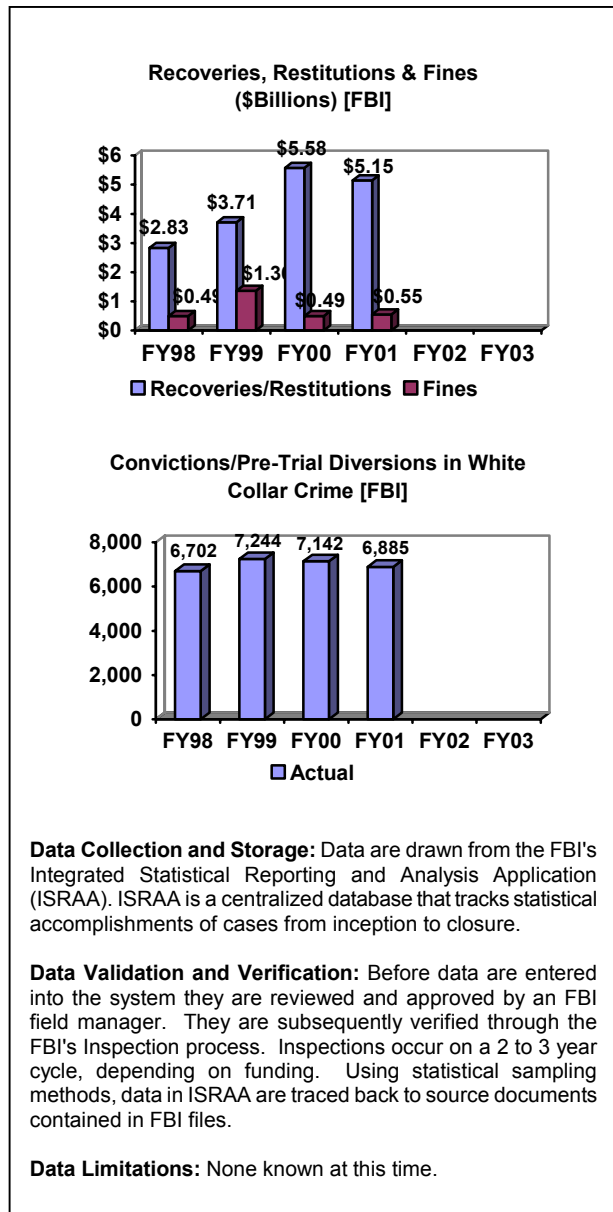 Recoveries, Restitutions & Fines
($Billions) [FBI]
$6
$5
$4
$3
$2
$1
$0
$2.83
$3.71
$5.58
$5.15
$0.49
$0.49
$0.55
FY98 FY99 FY00 FY01 FY02 FY03
Recoveries/Restitutions Fines
Convictions/Pre-Trial Diversions in White
Collar Crime [FBI]
8,000
6,000
4,000
2,000
0
6,702
7,244
7,142
6,885
FY98 FY99 FY00 FY01 FY02 FY03
Actual
Data Collection and Storage: Data are drawn from the FBI's
Integrated Statistical Reporting and Analysis Application
(ISRAA). ISRAA is a centralized database that tracks statistical
accomplishments of cases from inception to closure.
Data Validation and Verification: Before data are entered
into the system they are reviewed and approved by an FBI
field manager. They are subsequently verified through the
FBI's Inspection process. Inspections occur on a 2 to 3 year
cycle, depending on funding. Using statistical sampling
methods, data in ISRAA are traced back to source documents
contained in FBI files.
Data Limitations: None known at this time.